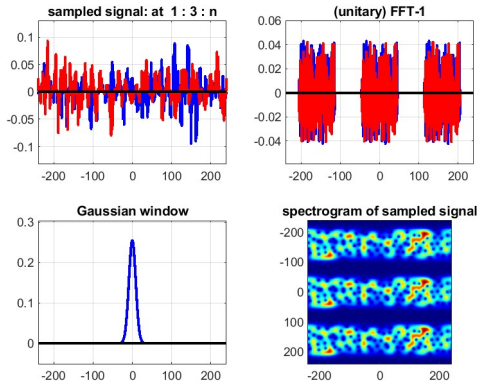 sampled signal: at 1 : 3 : n
0.1
0.05
0
-0.05
-0.1
-200 -100 0 100 200
(unitary) FFT-1
0.06
0.04
0.02
0
-0.02
-0.04
-200 -100 0 100 200
Gaussian window
0.3
0.2
0.1
0
-200 -100 0 100 200
spectrogram of sampled signal
-200
-100
0
100
200
-200 0 200